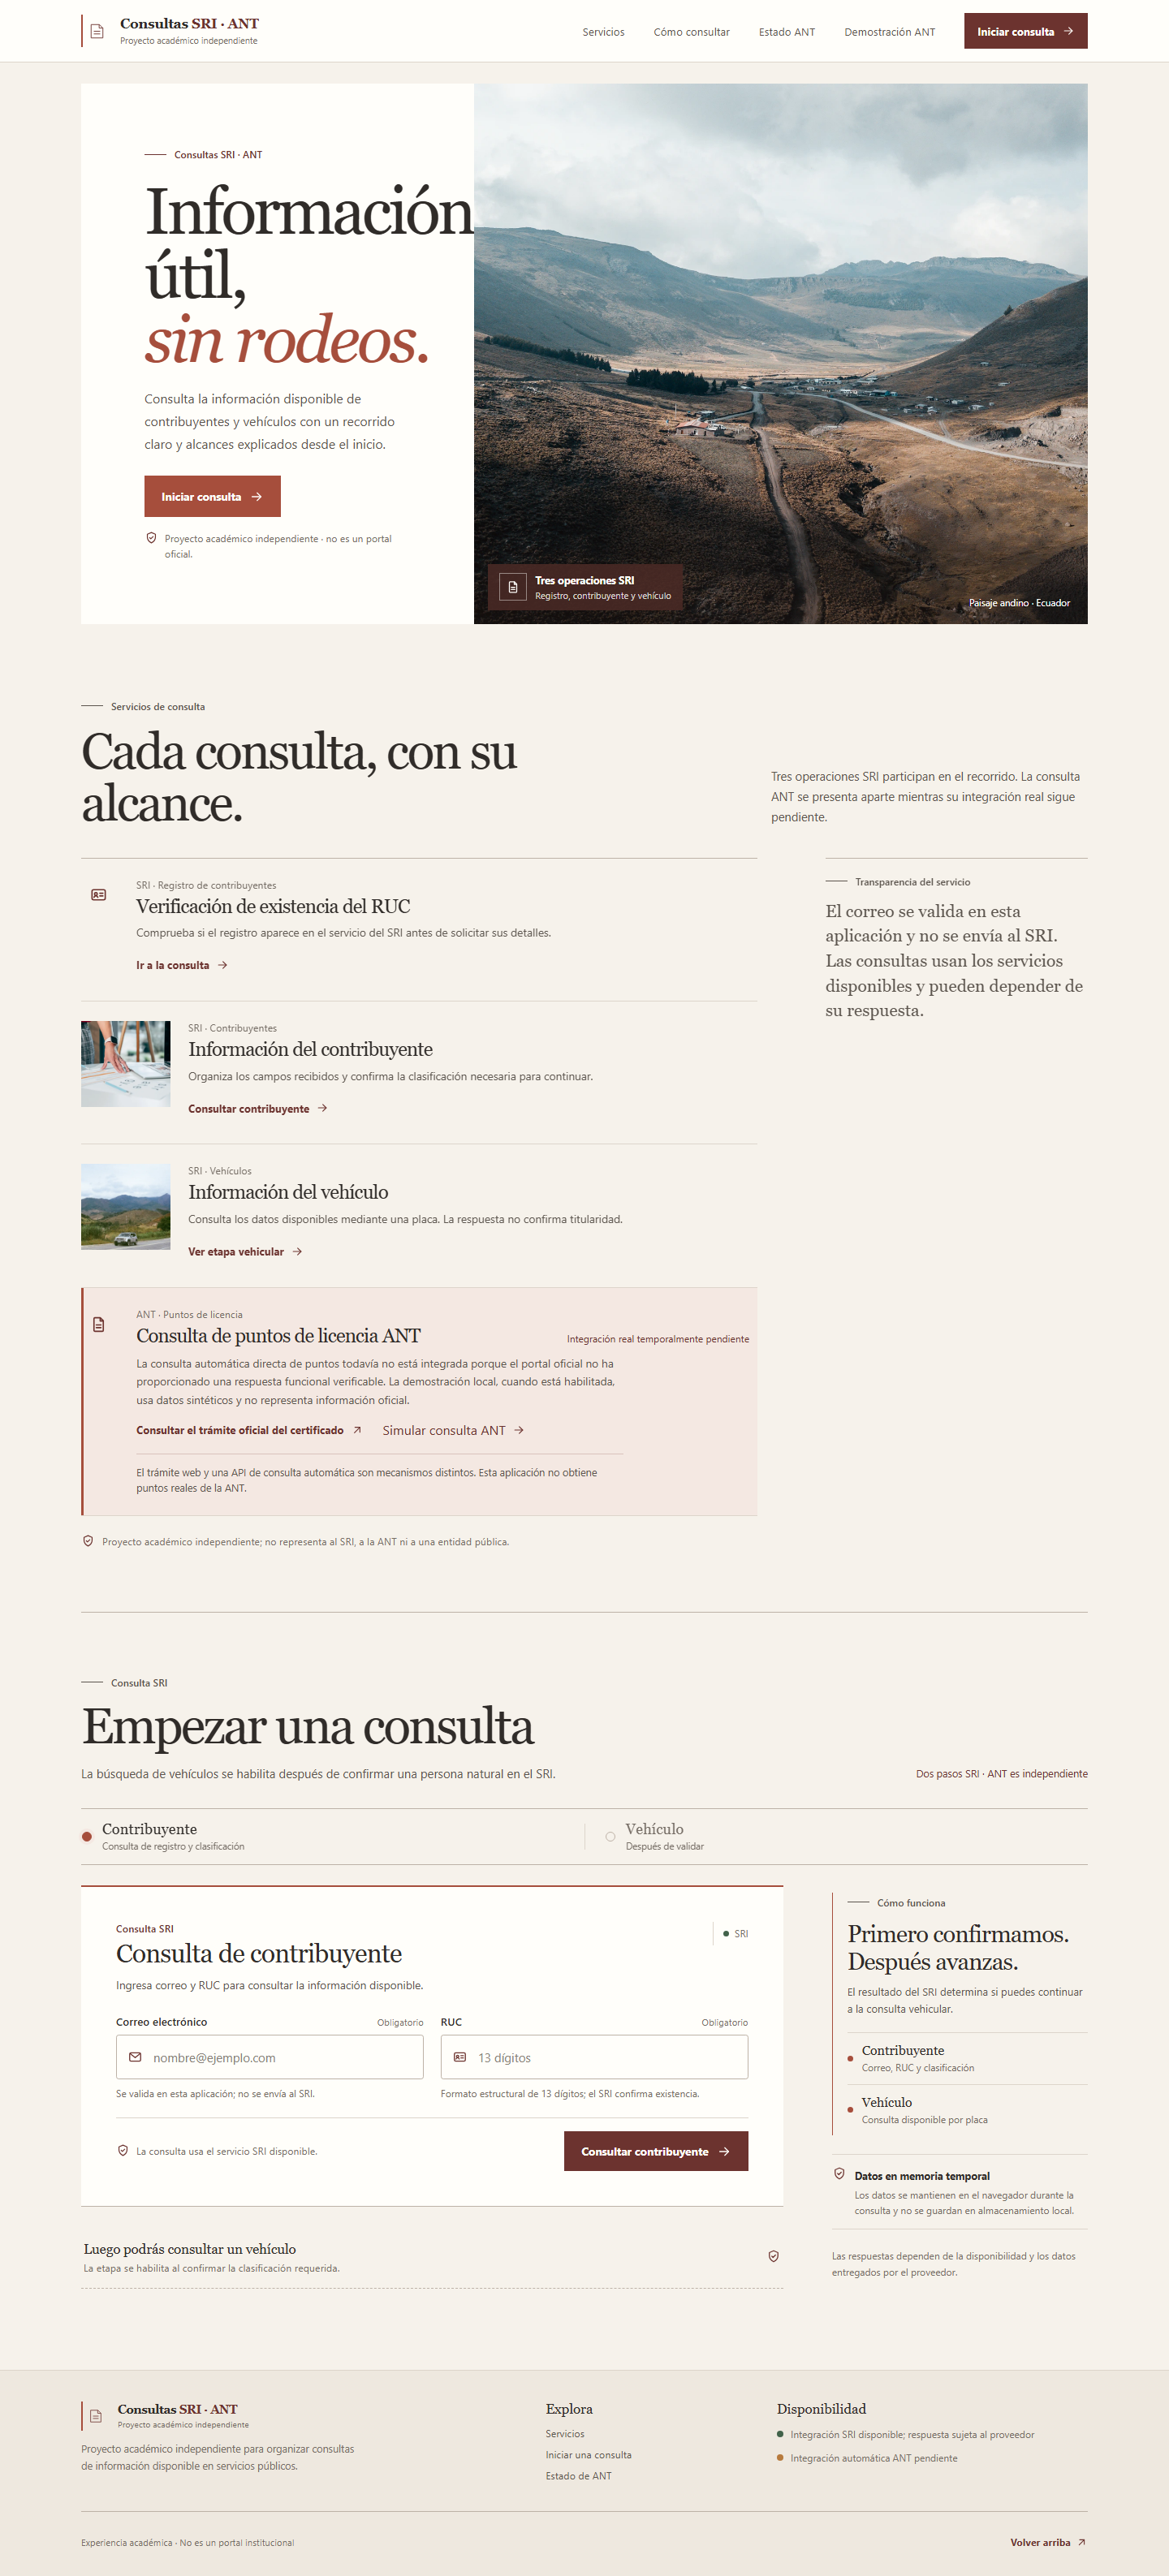 Consultas SRI · ANT
Proyecto académico independiente
Servicios
Cómo consultar
Estado ANT
Demostración ANT
Iniciar consulta
Consultas SRI · ANT
Información
útil,
sin rodeos.
Consulta la información disponible de
contribuyentes y vehículos con un recorrido
claro y alcances explicados desde el inicio.
Iniciar consulta
Proyecto académico independiente · no es un portal
oficial.
Tres operaciones SRI
Registro, contribuyente y vehículo
Paisaje andino · Ecuador
Servicios de consulta
Cada consulta, con su
alcance.
Tres operaciones SRI participan en el recorrido. La consulta
ANT se presenta aparte mientras su integración real sigue
pendiente.
SRI · Registro de contribuyentes
Verificación de existencia del RUC
Comprueba si el registro aparece en el servicio del SRI antes de solicitar sus detalles.
Ir a la consulta
Transparencia del servicio
El correo se valida en esta
aplicación y no se envía al SRI.
Las consultas usan los servicios
disponibles y pueden depender de
su respuesta.
SRI · Contribuyentes
Información del contribuyente
Organiza los campos recibidos y confirma la clasificación necesaria para continuar.
Consultar contribuyente
SRI · Vehículos
Información del vehículo
Consulta los datos disponibles mediante una placa. La respuesta no confirma titularidad.
Ver etapa vehicular
ANT · Puntos de licencia
Consulta de puntos de licencia ANT
Integración real temporalmente pendiente
La consulta automática directa de puntos todavía no está integrada porque el portal oficial no ha
proporcionado una respuesta funcional verificable. La demostración local, cuando está habilitada,
usa datos sintéticos y no representa información oficial.
Consultar el trámite oficial del certificado
Simular consulta ANT
El trámite web y una API de consulta automática son mecanismos distintos. Esta aplicación no obtiene
puntos reales de la ANT.
Proyecto académico independiente; no representa al SRI, a la ANT ni a una entidad pública.
Consulta SRI
Empezar una consulta
La búsqueda de vehículos se habilita después de confirmar una persona natural en el SRI.
Dos pasos SRI · ANT es independiente
Contribuyente
Consulta de registro y clasificación
Vehículo
Después de validar
Consulta SRI
Consulta de contribuyente
SRI
Ingresa correo y RUC para consultar la información disponible.
Correo electrónico
Obligatorio
RUC
Obligatorio
nombre@ejemplo.com
13 dígitos
Se valida en esta aplicación; no se envía al SRI.
Formato estructural de 13 dígitos; el SRI confirma existencia.
La consulta usa el servicio SRI disponible.
Consultar contribuyente
Luego podrás consultar un vehículo
La etapa se habilita al confirmar la clasificación requerida.
Cómo funciona
Primero confirmamos.
Después avanzas.
El resultado del SRI determina si puedes continuar
a la consulta vehicular.
Contribuyente
Correo, RUC y clasificación
Vehículo
Consulta disponible por placa
Datos en memoria temporal
Los datos se mantienen en el navegador durante la
consulta y no se guardan en almacenamiento local.
Las respuestas dependen de la disponibilidad y los datos
entregados por el proveedor.
Consultas SRI · ANT
Proyecto académico independiente
Proyecto académico independiente para organizar consultas
de información disponible en servicios públicos.
Explora
Servicios
Iniciar una consulta
Estado de ANT
Disponibilidad
Integración SRI disponible; respuesta sujeta al proveedor
Integración automática ANT pendiente
Experiencia académica · No es un portal institucional
Volver arriba